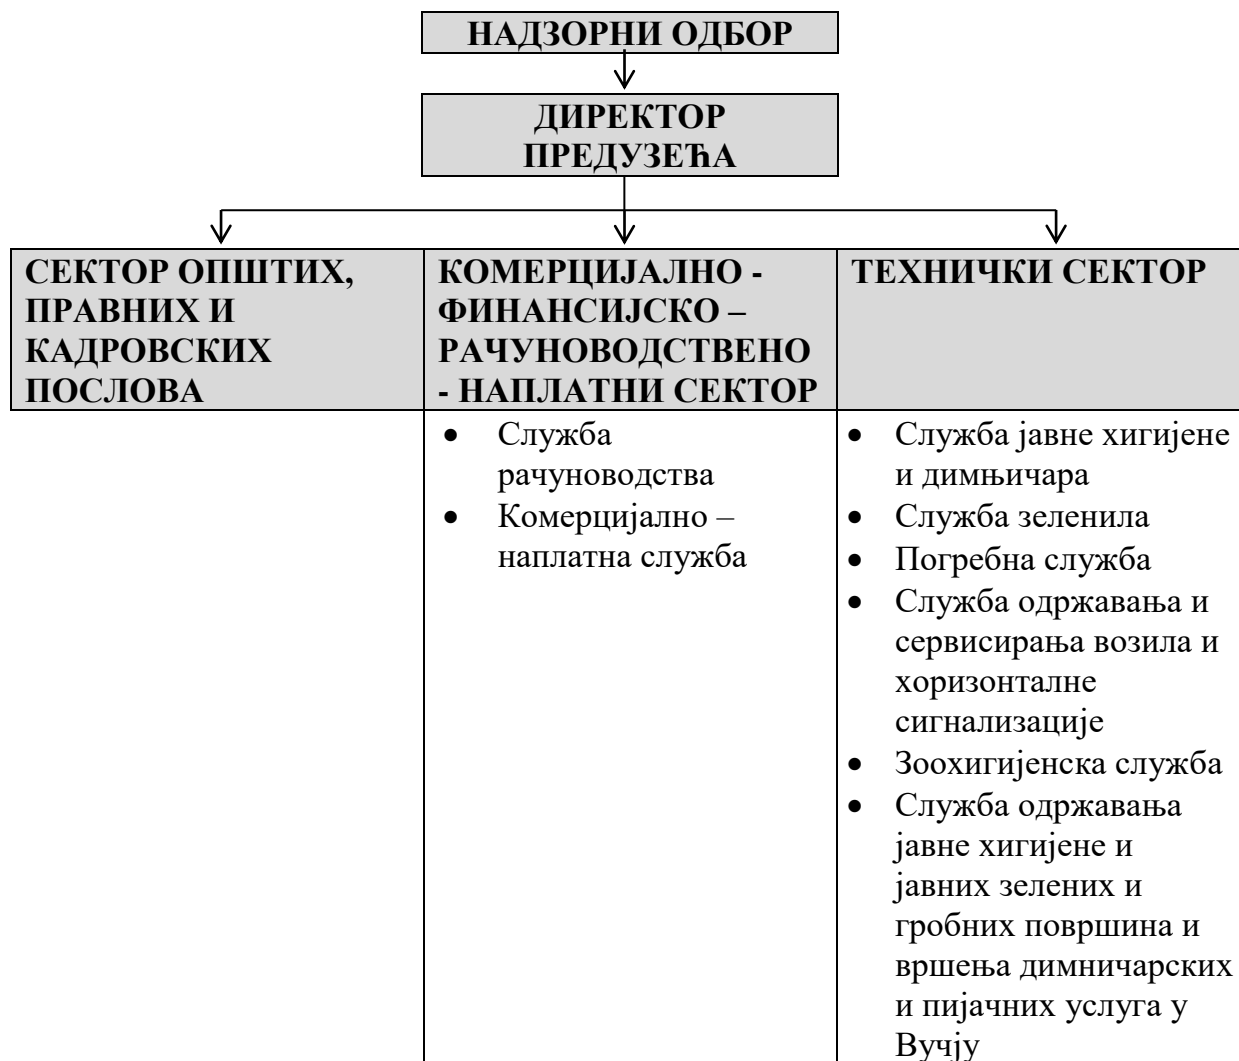 НАДЗОРНИ ОДБОР
ДИРЕКТОР
ПРЕДУЗЕЋА
СЕКТОР ОПШТИХ,
ПРАВНИХ И
КАДРОВСКИХ
ПОСЛОВА
КОМЕРЦИЈАЛНО -
ФИНАНСИЈСКО –
РАЧУНОВОДСТВЕНО
- НАПЛАТНИ СЕКТОР
ТЕХНИЧКИ СЕКТОР
• Служба
рачуноводства
• Комерцијално –
наплатна служба
• Служба јавне хигијене
и димњичара
• Служба зеленила
• Погребна служба
• Служба одржавања и
сервисирања возила и
хоризонталне
сигнализације
• Зоохигијенска служба
• Служба одржавања
јавне хигијене и
јавних зелених и
гробних површина и
вршења димничарских
и пијачних услуга у
Вучју